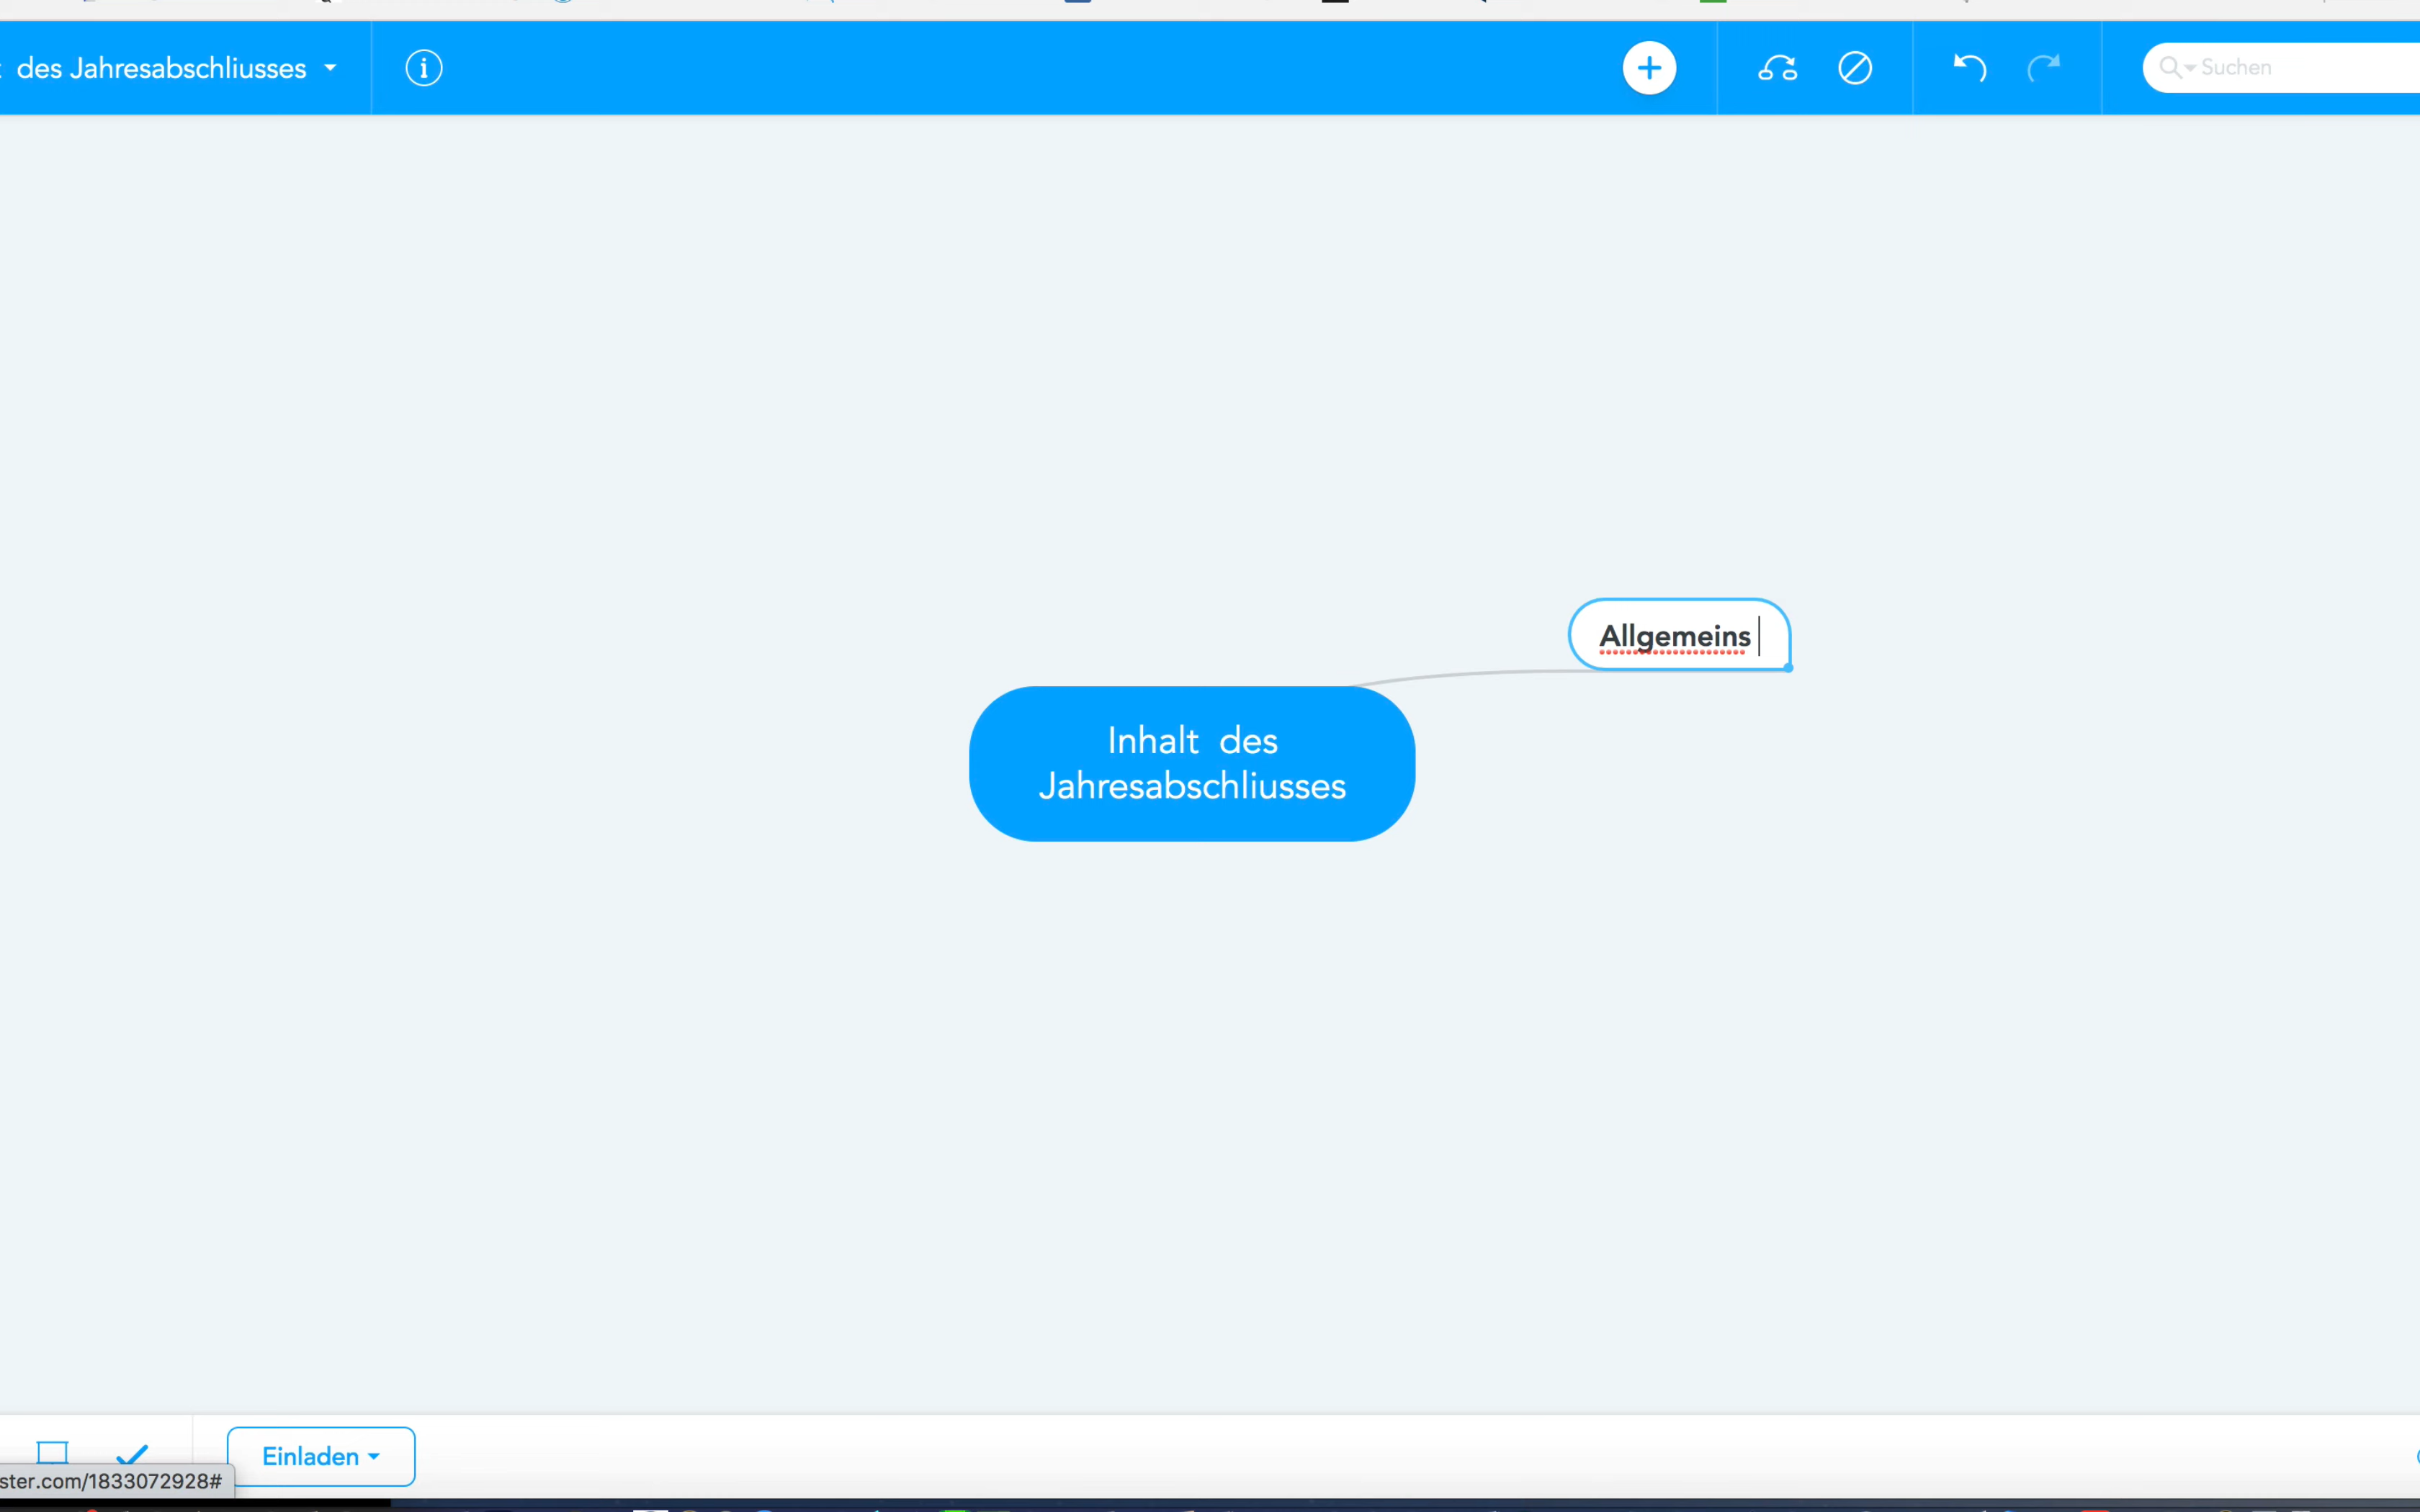 des Jahresabschliusses
Suchen
Allgemeins
Inhalt des
Jahresabschliusses
Einladen
ster.com/1833072928#